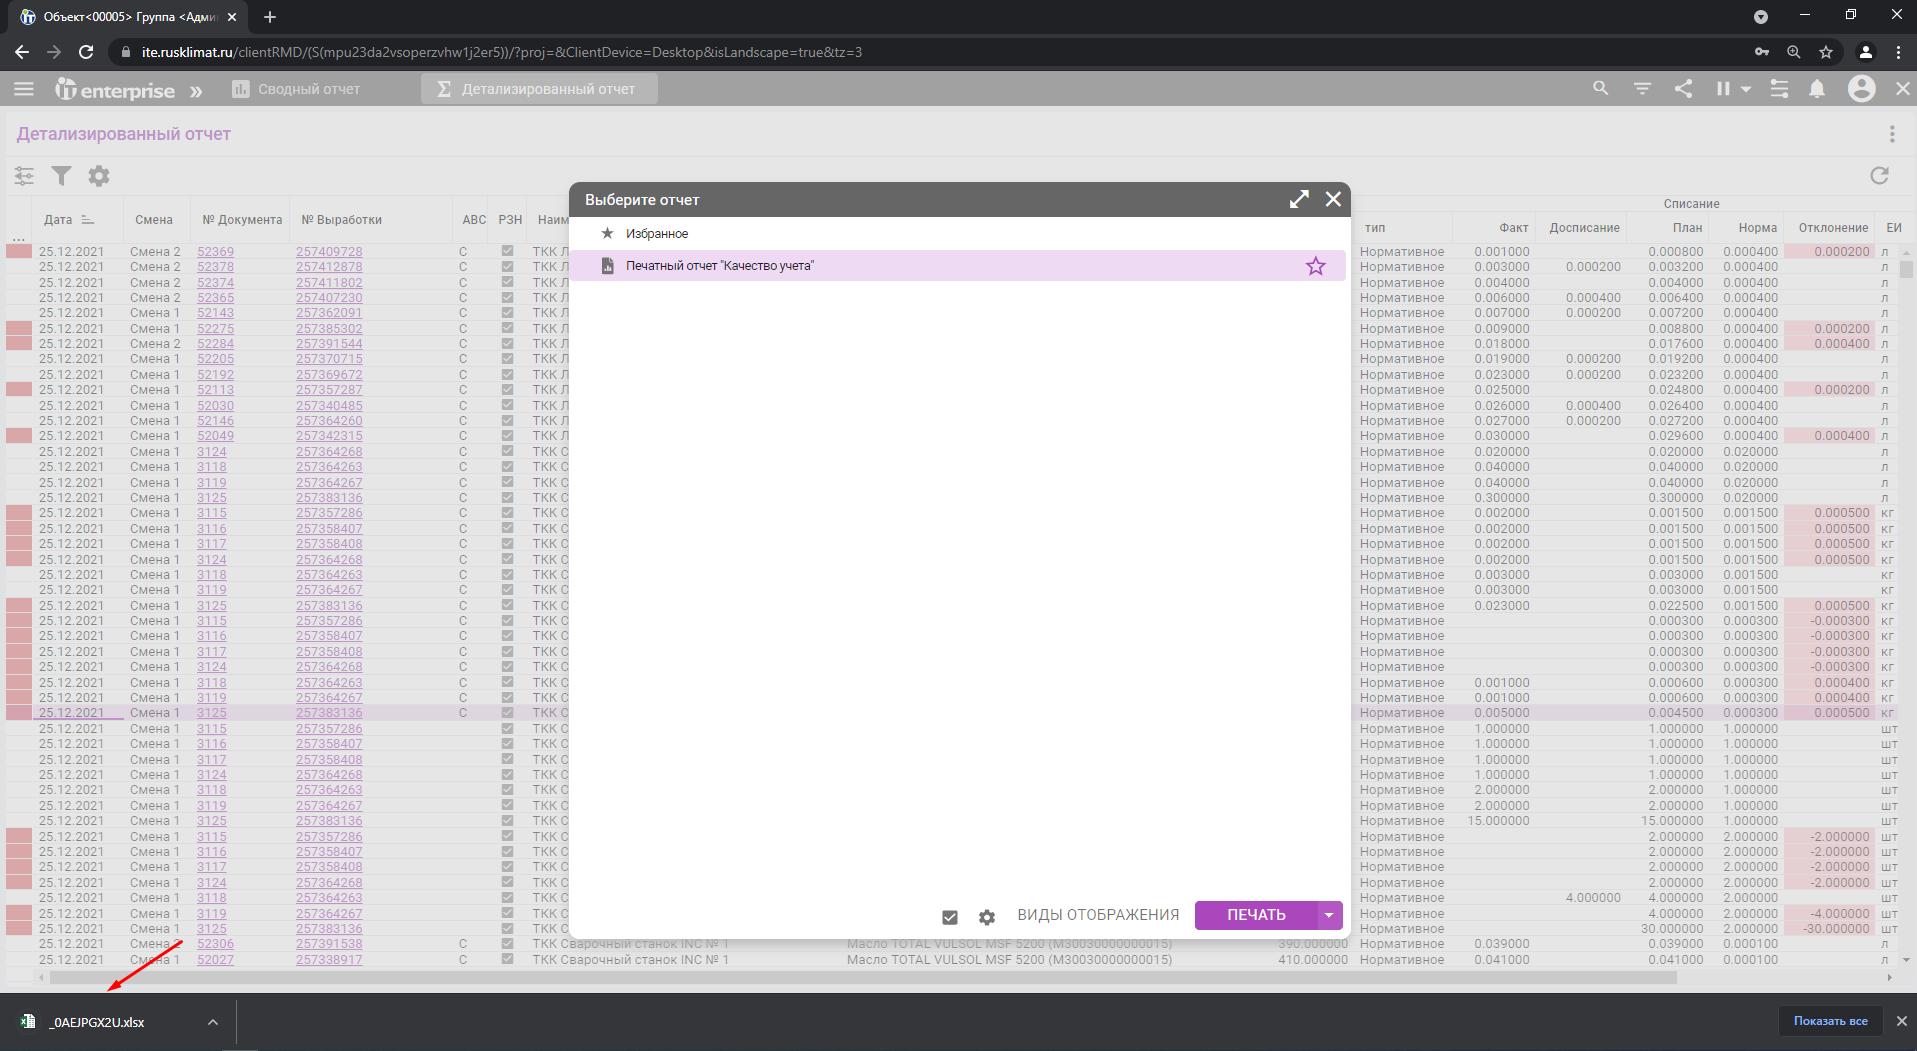 Объект<00005> Группа <Адми
ite.rusklimat.ru/clientRMD/(S(mpu23da2vsoperzvhw1j2er5))/?proj=&ClientDevice=Desktop&isLandscape=true&tz=3
it enterprise » Сводный отчет Σ Детализированный отчет
Детализированный отчет
Выберите отчет
Избранное
Печатный отчет "Качество учета"
ВИДЫ ОТОБРАЖЕНИЯ ПЕЧАТЬ
Списание
... Дата Смена № Документа № Выработки ABC РЗН Наим тип Факт Досписание План Норма Отклонение ЕИ
25.12.2021 Смена 2 52369 257409728 C ТКК Л Нормативное 0.001000 0.000800 0.000400 0.000200 л
25.12.2021 Смена 2 52378 257412878 C ТКК Л Нормативное 0.003000 0.000200 0.003200 0.000400 л
25.12.2021 Смена 2 52374 257411802 C ТКК Л Нормативное 0.004000 0.004000 0.000400 л
25.12.2021 Смена 2 52365 257407230 C ТКК Л Нормативное 0.006000 0.000400 0.006400 0.000400 л
25.12.2021 Смена 1 52143 257362091 C ТКК Л Нормативное 0.007000 0.000200 0.007200 0.000400 л
25.12.2021 Смена 1 52275 257385302 C ТКК Л Нормативное 0.009000 0.008800 0.000400 0.000200 л
25.12.2021 Смена 2 52284 257391544 C ТКК Л Нормативное 0.018000 0.017600 0.000400 0.000400 л
25.12.2021 Смена 1 52205 257370715 C ТКК Л Нормативное 0.019000 0.000200 0.019200 0.000400 л
25.12.2021 Смена 1 52192 257369672 C ТКК Л Нормативное 0.023000 0.000200 0.023200 0.000400 л
25.12.2021 Смена 1 52113 257357287 C ТКК Л Нормативное 0.025000 0.024800 0.000400 0.000200 л
25.12.2021 Смена 1 52030 257340485 C ТКК Л Нормативное 0.026000 0.000400 0.026400 0.000400 л
25.12.2021 Смена 1 52146 257364260 C ТКК Л Нормативное 0.027000 0.000200 0.027200 0.000400 л
25.12.2021 Смена 1 52049 257342315 C ТКК Л Нормативное 0.030000 0.029600 0.000400 0.000400 л
25.12.2021 Смена 1 3124 257364268 C ТКК С Нормативное 0.020000 0.020000 0.020000 л
25.12.2021 Смена 1 3118 257364263 C ТКК С Нормативное 0.040000 0.040000 0.020000 л
25.12.2021 Смена 1 3119 257364267 C ТКК С Нормативное 0.040000 0.040000 0.020000 л
25.12.2021 Смена 1 3125 257383136 C ТКК С Нормативное 0.300000 0.300000 0.020000 л
25.12.2021 Смена 1 3115 257357286 C ТКК С Нормативное 0.002000 0.001500 0.001500 0.000500 кг
25.12.2021 Смена 1 3116 257358407 C ТКК С Нормативное 0.002000 0.001500 0.001500 0.000500 кг
25.12.2021 Смена 1 3117 257358408 C ТКК С Нормативное 0.002000 0.001500 0.001500 0.000500 кг
25.12.2021 Смена 1 3124 257364268 C ТКК С Нормативное 0.002000 0.001500 0.001500 0.000500 кг
25.12.2021 Смена 1 3118 257364263 C ТКК С Нормативное 0.003000 0.003000 0.001500 кг
25.12.2021 Смена 1 3119 257364267 C ТКК С Нормативное 0.003000 0.003000 0.001500 кг
25.12.2021 Смена 1 3125 257383136 C ТКК С Нормативное 0.023000 0.022500 0.001500 0.000500 кг
25.12.2021 Смена 1 3115 257357286 C ТКК С Нормативное 0.000300 0.000300 -0.000300 кг
25.12.2021 Смена 1 3116 257358407 C ТКК С Нормативное 0.000300 0.000300 -0.000300 кг
25.12.2021 Смена 1 3117 257358408 C ТКК С Нормативное 0.000300 0.000300 -0.000300 кг
25.12.2021 Смена 1 3124 257364268 C ТКК С Нормативное 0.000300 0.000300 -0.000300 кг
25.12.2021 Смена 1 3118 257364263 C ТКК С Нормативное 0.001000 0.000600 0.000300 0.000400 кг
25.12.2021 Смена 1 3119 257364267 C ТКК С Нормативное 0.001000 0.000600 0.000300 0.000400 кг
25.12.2021 Смена 1 3125 257383136 C ТКК С Нормативное 0.005000 0.004500 0.000300 0.000500 кг
25.12.2021 Смена 1 3115 257357286 ТКК С Нормативное 1.000000 1.000000 1.000000 шт
25.12.2021 Смена 1 3116 257358407 ТКК С Нормативное 1.000000 1.000000 1.000000 шт
25.12.2021 Смена 1 3117 257358408 ТКК С Нормативное 1.000000 1.000000 1.000000 шт
25.12.2021 Смена 1 3124 257364268 ТКК С Нормативное 1.000000 1.000000 1.000000 шт
25.12.2021 Смена 1 3118 257364263 ТКК С Нормативное 2.000000 2.000000 1.000000 шт
25.12.2021 Смена 1 3119 257364267 ТКК С Нормативное 2.000000 2.000000 1.000000 шт
25.12.2021 Смена 1 3125 257383136 ТКК С Нормативное 15.000000 15.000000 1.000000 шт
25.12.2021 Смена 1 3115 257357286 ТКК С Нормативное 2.000000 2.000000 -2.000000 шт
25.12.2021 Смена 1 3116 257358407 ТКК С Нормативное 2.000000 2.000000 -2.000000 шт
25.12.2021 Смена 1 3117 257358408 ТКК С Нормативное 2.000000 2.000000 -2.000000 шт
25.12.2021 Смена 1 3124 257364268 ТКК С Нормативное 2.000000 2.000000 -2.000000 шт
25.12.2021 Смена 1 3118 257364263 ТКК С Нормативное 4.000000 4.000000 2.000000 шт
25.12.2021 Смена 1 3119 257364267 ТКК С Нормативное 4.000000 2.000000 -4.000000 шт
25.12.2021 Смена 1 3125 257383136 ТКК С Нормативное 30.000000 2.000000 -30.000000 шт
25.12.2021 Смена 2 52306 257391538 C ТКК Сварочный станок INC № 1 Масло TOTAL VULSOL MSF 5200 (М30030000000015) 390.000000 Нормативное 0.039000 0.039000 0.000100 л
25.12.2021 Смена 1 52027 257338917 C ТКК Сварочный станок INC № 1 Масло TOTAL VULSOL MSF 5200 (М30030000000015) 410.000000 Нормативное 0.041000 0.041000 0.000100 л
_0AEJPGX2U.xlsx Показать все